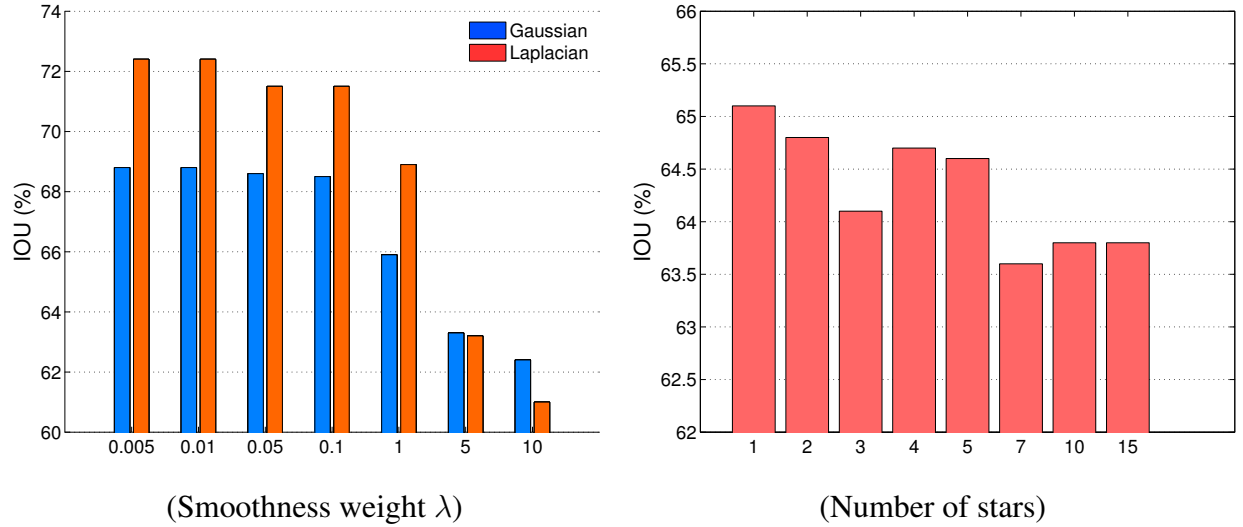 74
72
70
68
66
64
62
60
IOU (%)
Gaussian
Laplacian
0.005 0.01 0.05 0.1 1 5 10
(Smoothness weight λ)
66
65.5
65
64.5
64
63.5
63
62.5
62
IOU (%)
1 2 3 4 5 7 10 15
(Number of stars)